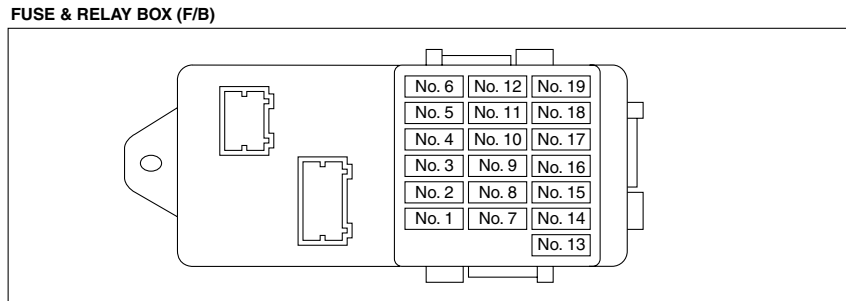 FUSE & RELAY BOX (F/B)
No. 6 No. 12 No. 19
No. 5 No. 11 No. 18
No. 4 No. 10 No. 17
No. 3 No. 9 No. 16
No. 2 No. 8 No. 15
No. 1 No. 7 No. 14
No. 13